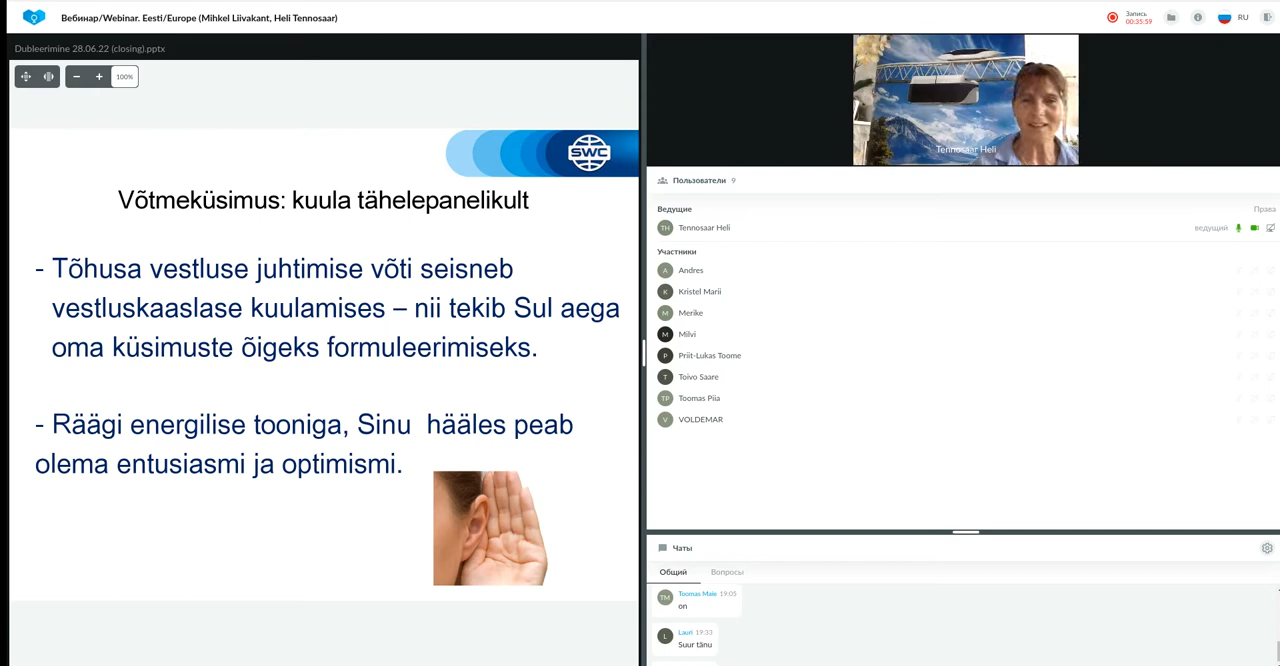 Вебинар/Webinar. Eesti/Europe (Mihkel Liivakant, Heli Tennosaar)
Запись
00:35:59
RU
Dubleerimine 28.06.22 (closing).pptx
100%
SWC
Võtmeküsimus: kuula tähelepanelikult
- Tõhusa vestluse juhtimise võti seisneb
vestluskaaslase kuulamises – nii tekib Sul aega
oma küsimuste õigeks formuleerimiseks.
- Räägi energilise tooniga, Sinu hääles peab
olema entusiasmi ja optimismi.
Tennosaar Heli
Пользователи 9
Ведущие
Права
TH Tennosaar Heli
ведущий
Участники
A Andres
K Kristel Marii
M Merike
M Milvi
P Priit-Lukas Toome
T Toivo Saare
TP Toomas Piia
V VOLDEMAR
Чаты
Общий Вопросы
TM Toomas Maie 19:05
on
L Lauri 19:33
Suur tänu